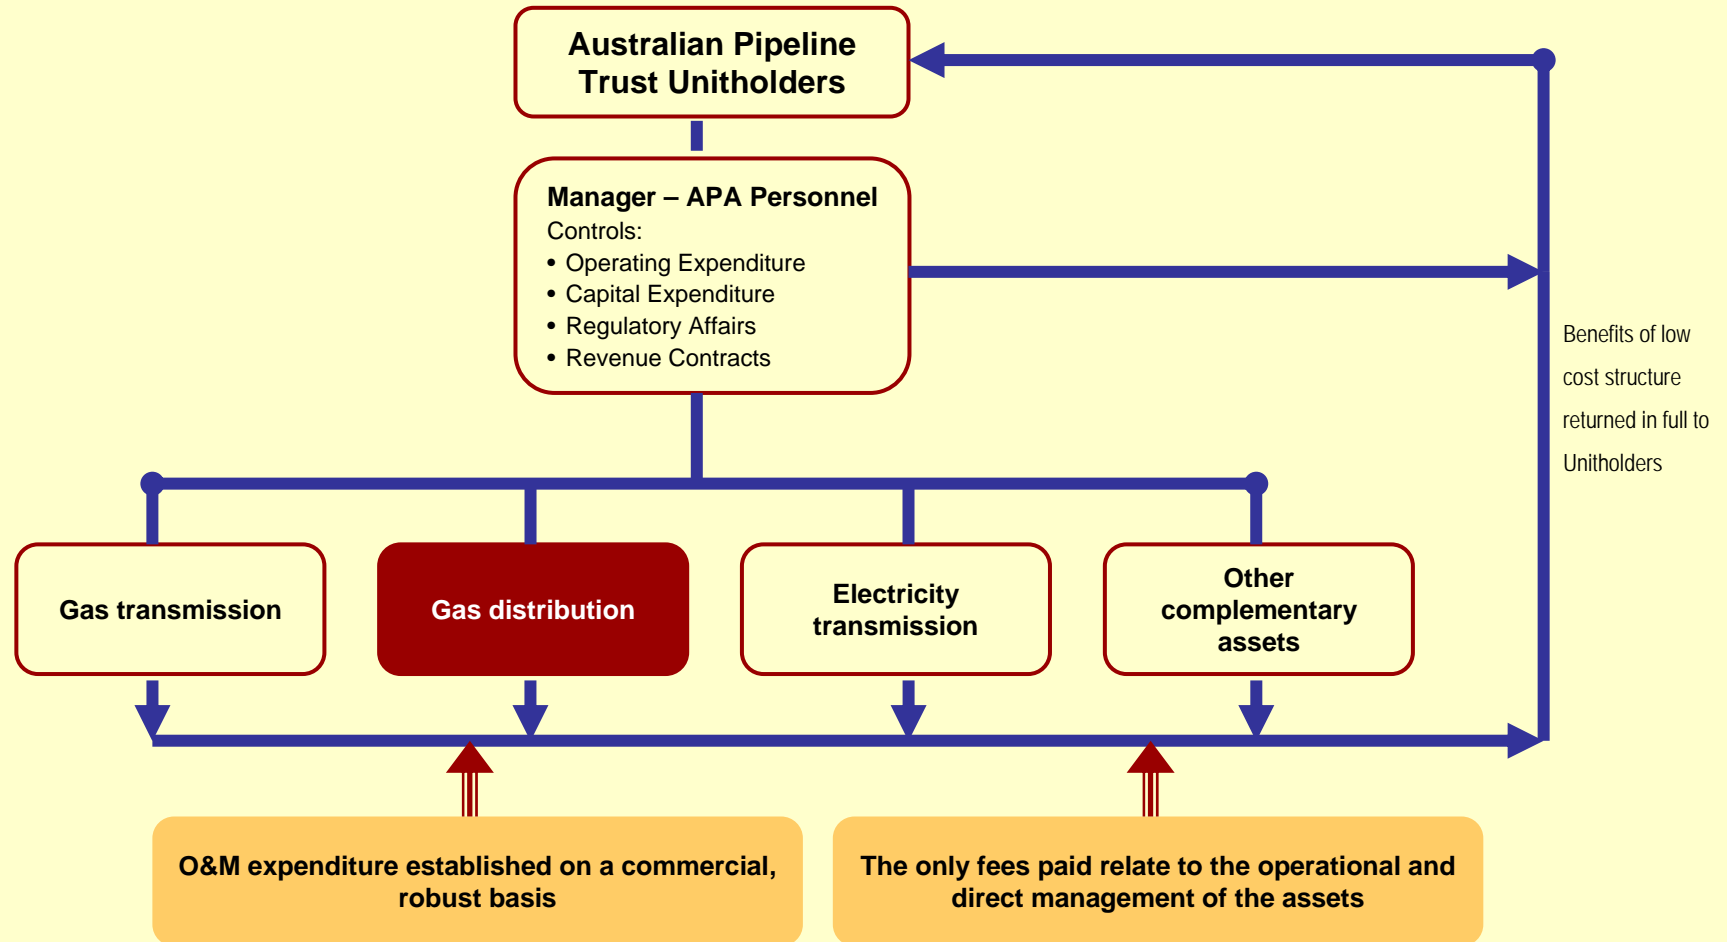 Australian Pipeline
Trust Unitholders
Manager – APA Personnel
Controls:
• Operating Expenditure
• Capital Expenditure
• Regulatory Affairs
• Revenue Contracts
Benefits of low
cost structure
returned in full to
Unitholders
Gas transmission
Gas distribution
Electricity
transmission
Other
complementary
assets
O&M expenditure established on a commercial,
robust basis
The only fees paid relate to the operational and
direct management of the assets